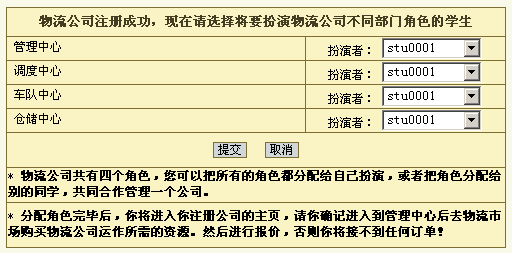 物流公司注册成功，现在请选择将要扮演物流公司不同部门角色的学生
管理中心 扮演者： stu0001
调度中心 扮演者： stu0001
车队中心 扮演者： stu0001
仓储中心 扮演者： stu0001
提交 取消
* 物流公司共有四个角色，您可以把所有的角色都分配给自己扮演，或者把角色分配给
别的同学，共同合作管理一个公司。
* 分配角色完毕后，你将进入你注册公司的主页，请你确记进入到管理中心后去物流市
场购买物流公司运作所需的资源。然后进行报价，否则你将接不到任何订单！